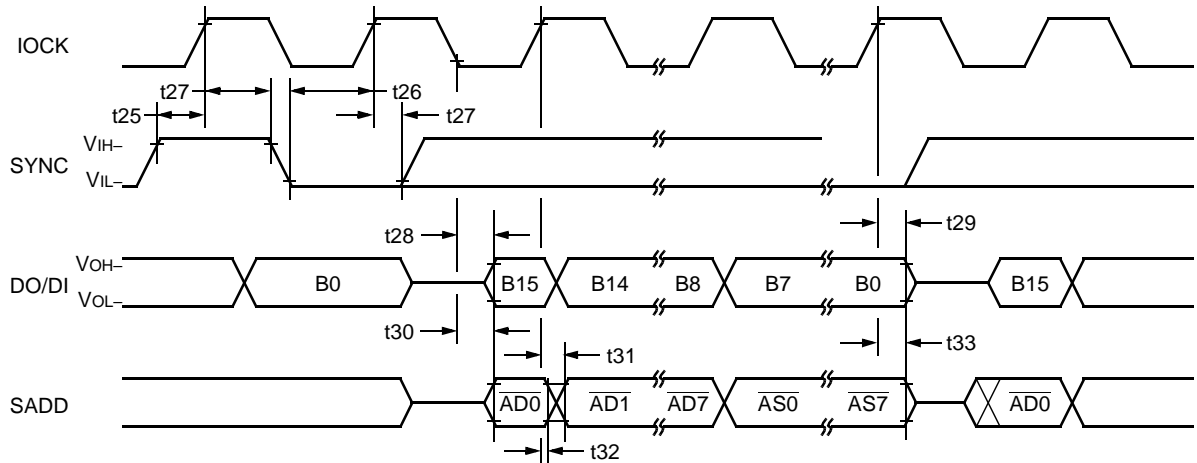 IOCK
t27
t26
t25
t27
VIH–
SYNC
VIL–
t28
t29
VOH–
DO/DI
B0
B15
B14
B8
B7
B0
B15
VOL–
t30
t31
t33
SADD
AD0
AD1
AD7
AS0
AS7
AD0
t32